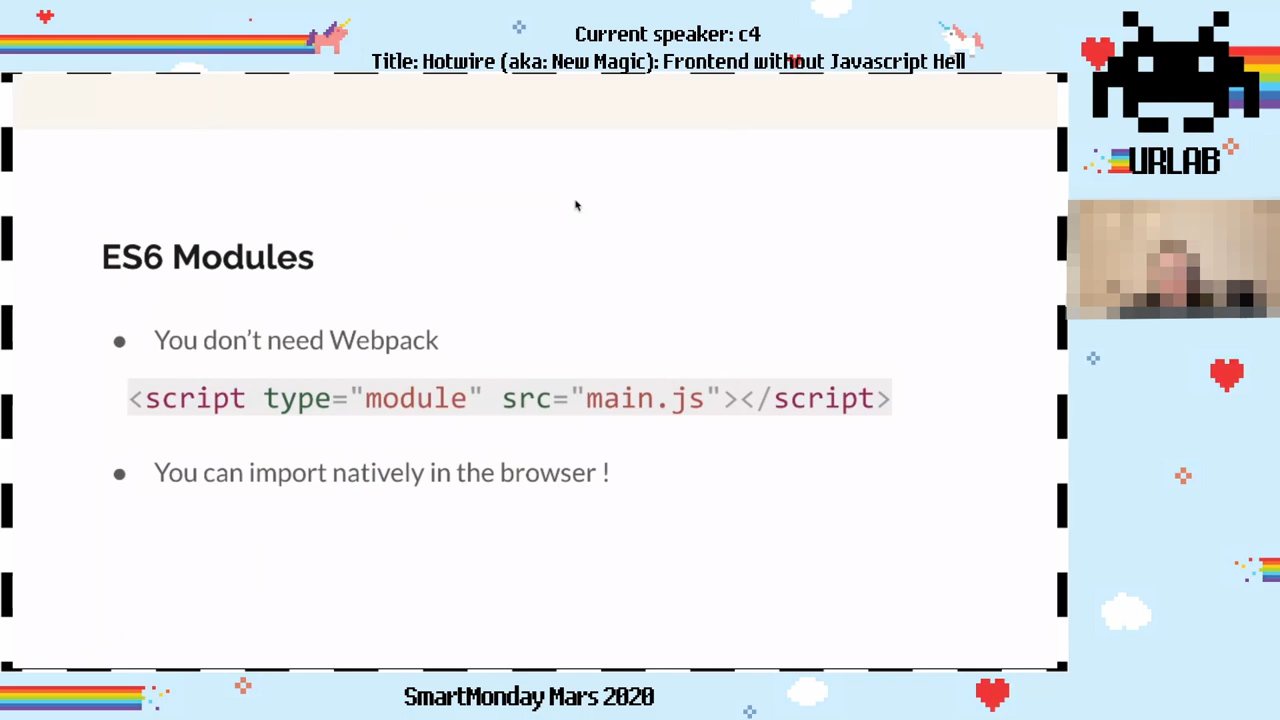 Current speaker: c4
Title: Hotwire (aka: New Magic): Frontend without Javascript Hell
URLAB
ES6 Modules
● You don’t need Webpack
<script type="module" src="main.js"></script>
● You can import natively in the browser !
SmartMonday Mars 2020